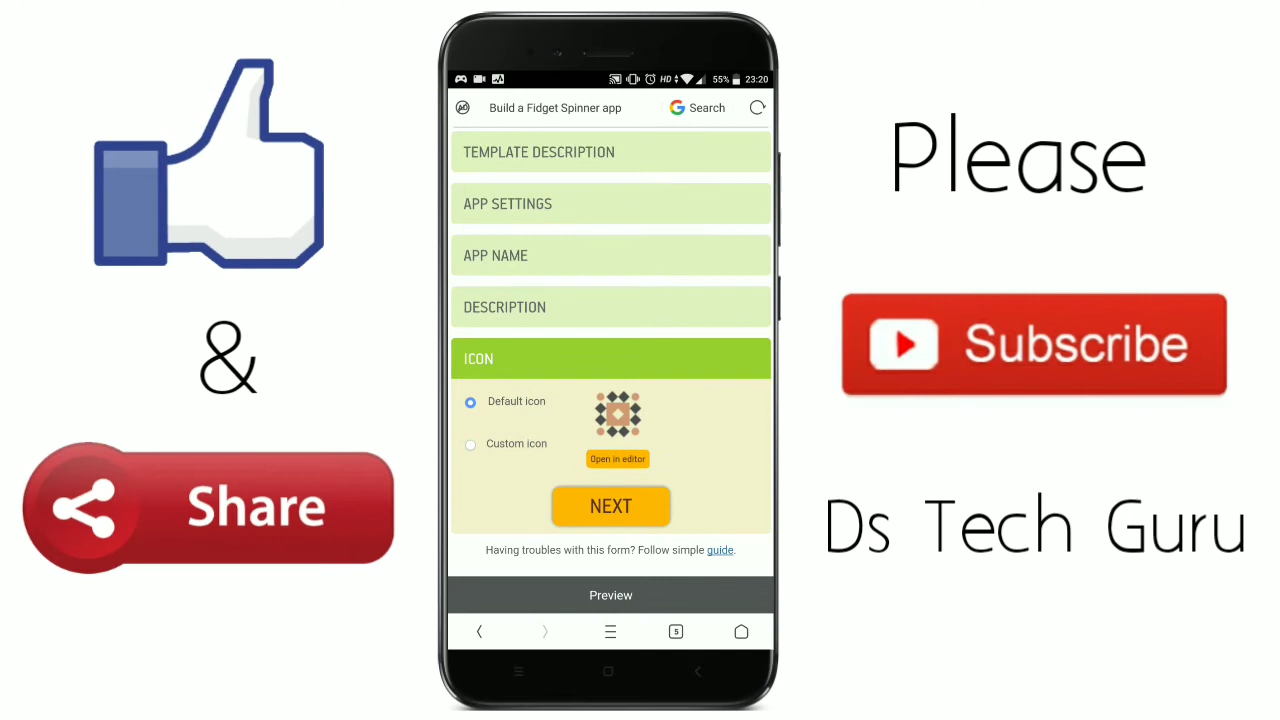 &
Share
HD
55%
23:20
Build a Fidget Spinner app
Search
TEMPLATE DESCRIPTION
APP SETTINGS
APP NAME
DESCRIPTION
ICON
Default icon
Custom icon
Open in editor
NEXT
Having troubles with this form? Follow simple guide.
Preview
5
Please
Subscribe
Ds Tech Guru